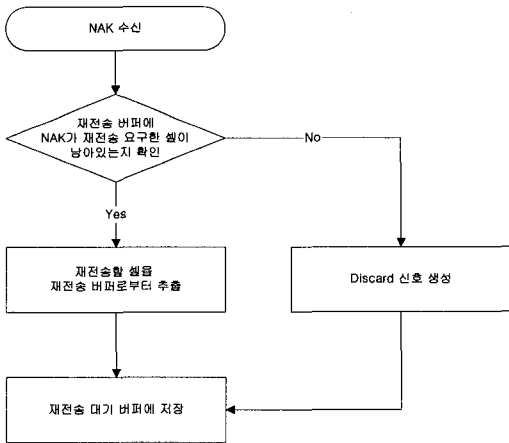 NAK 수신
재전송 버퍼에
NAK가 재전송 요구한 셀이
남아있는지 확인
No
Yes
재전송할 셀을
재전송 버퍼로부터 추출
Discard 신호 생성
재전송 대기 버퍼에 저장